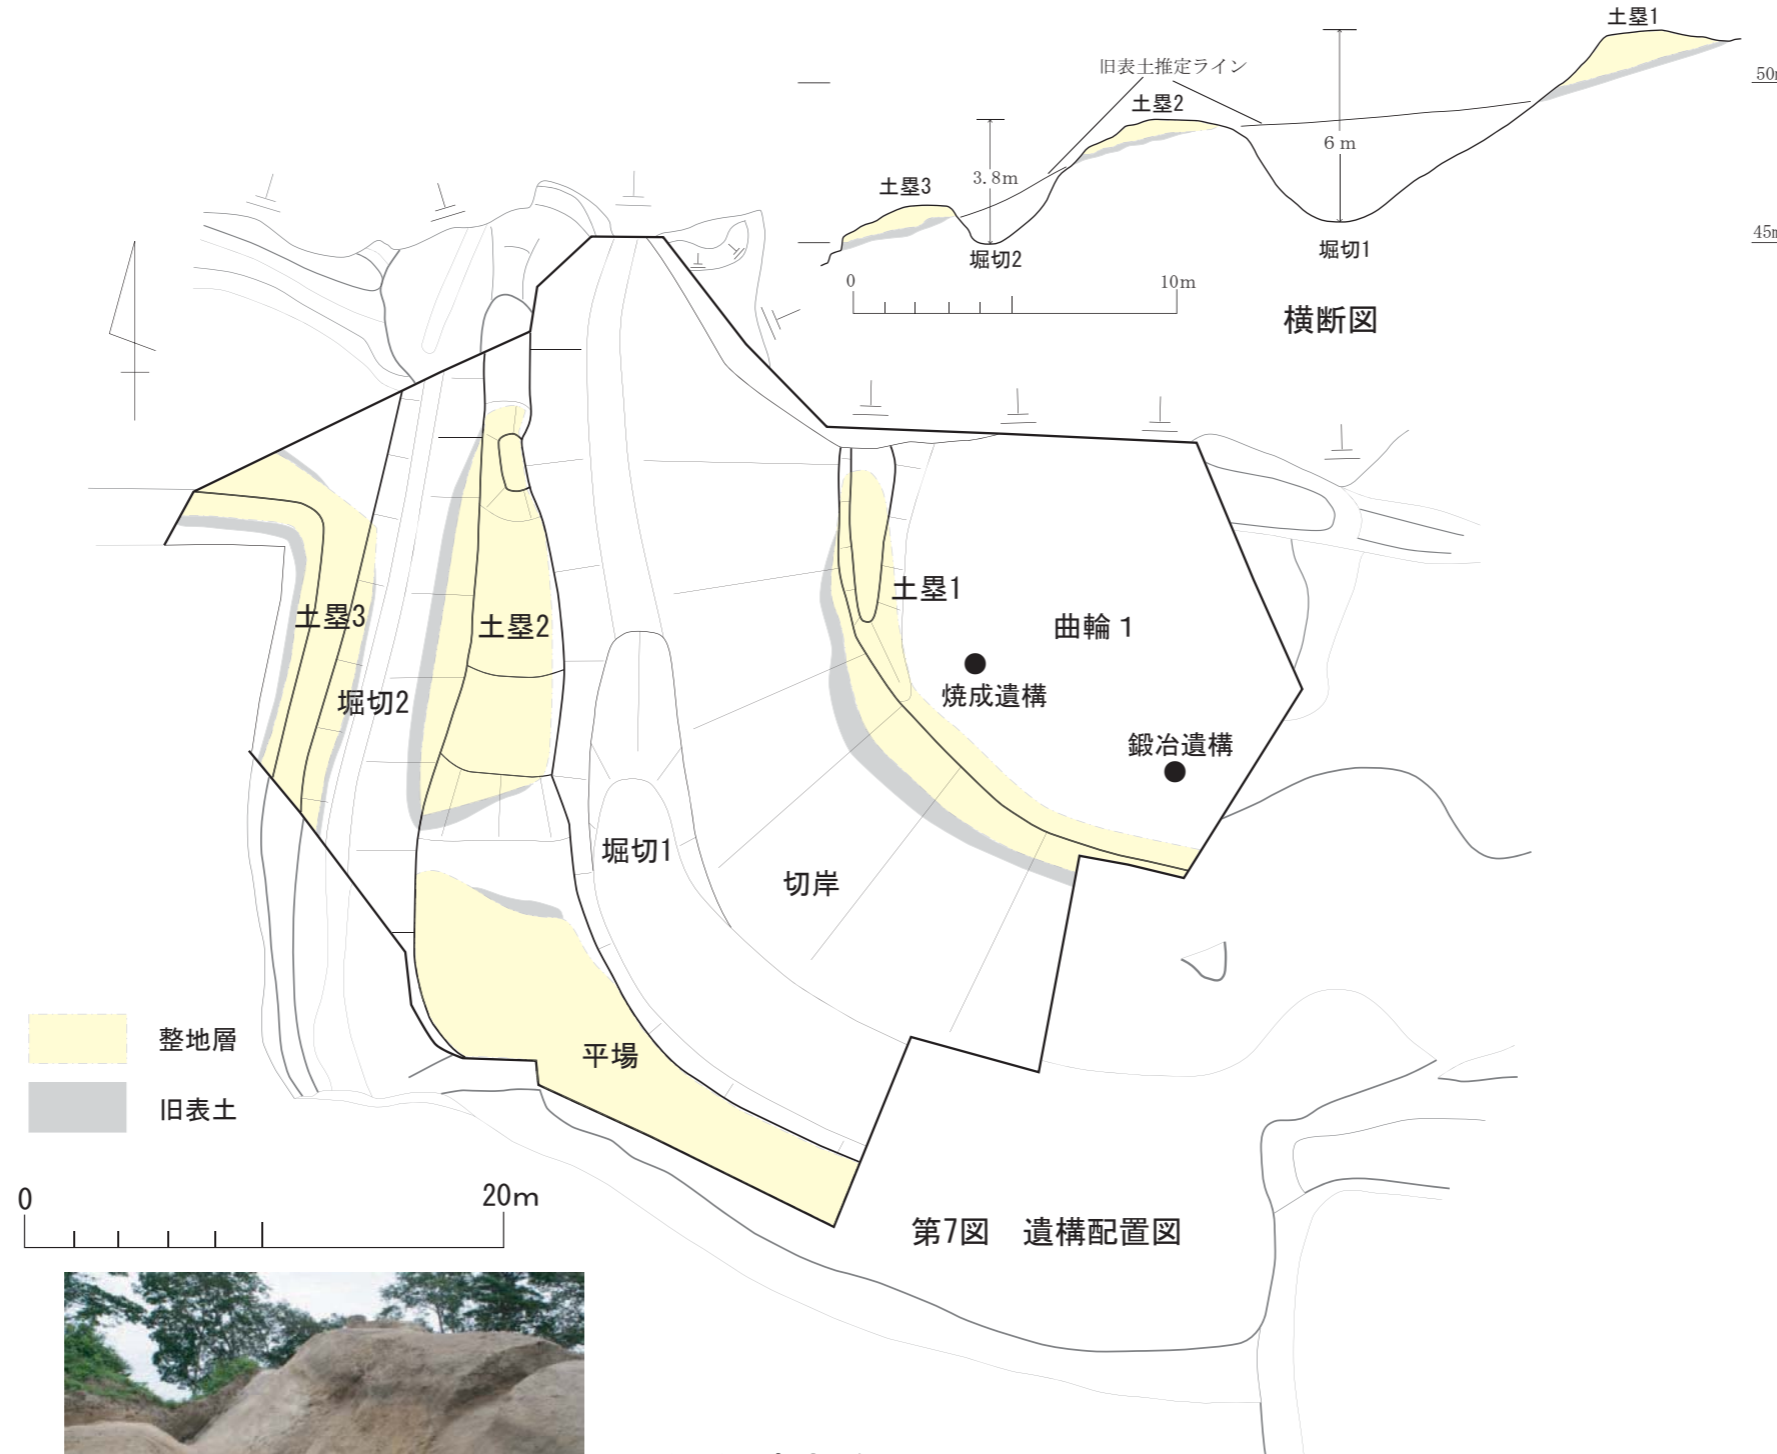 土塁1
旧表土推定ライン
50m
土塁2
6m
3.8m
土塁3
45m
堀切1
堀切2
0 10m
横断図
土塁1
曲輪1
土塁3
土塁2
焼成遺構
堀切2
鍛冶遺構
堀切1
切岸
整地層
平場
旧表土
0 20m
第7図 遺構配置図